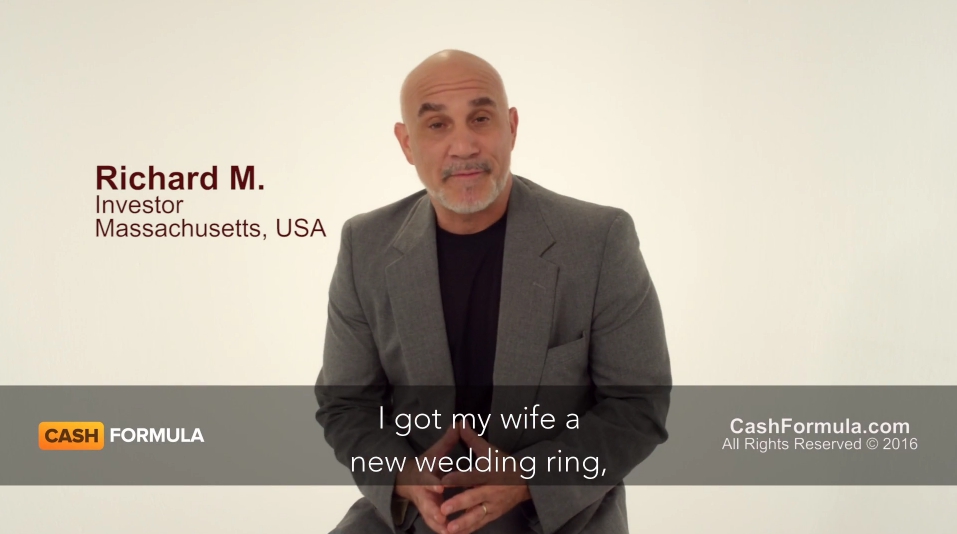 Richard M.
Investor
Massachusetts, USA
I got my wife a
new wedding ring,
CASH FORMULA
CashFormula.com
All Rights Reserved © 2016